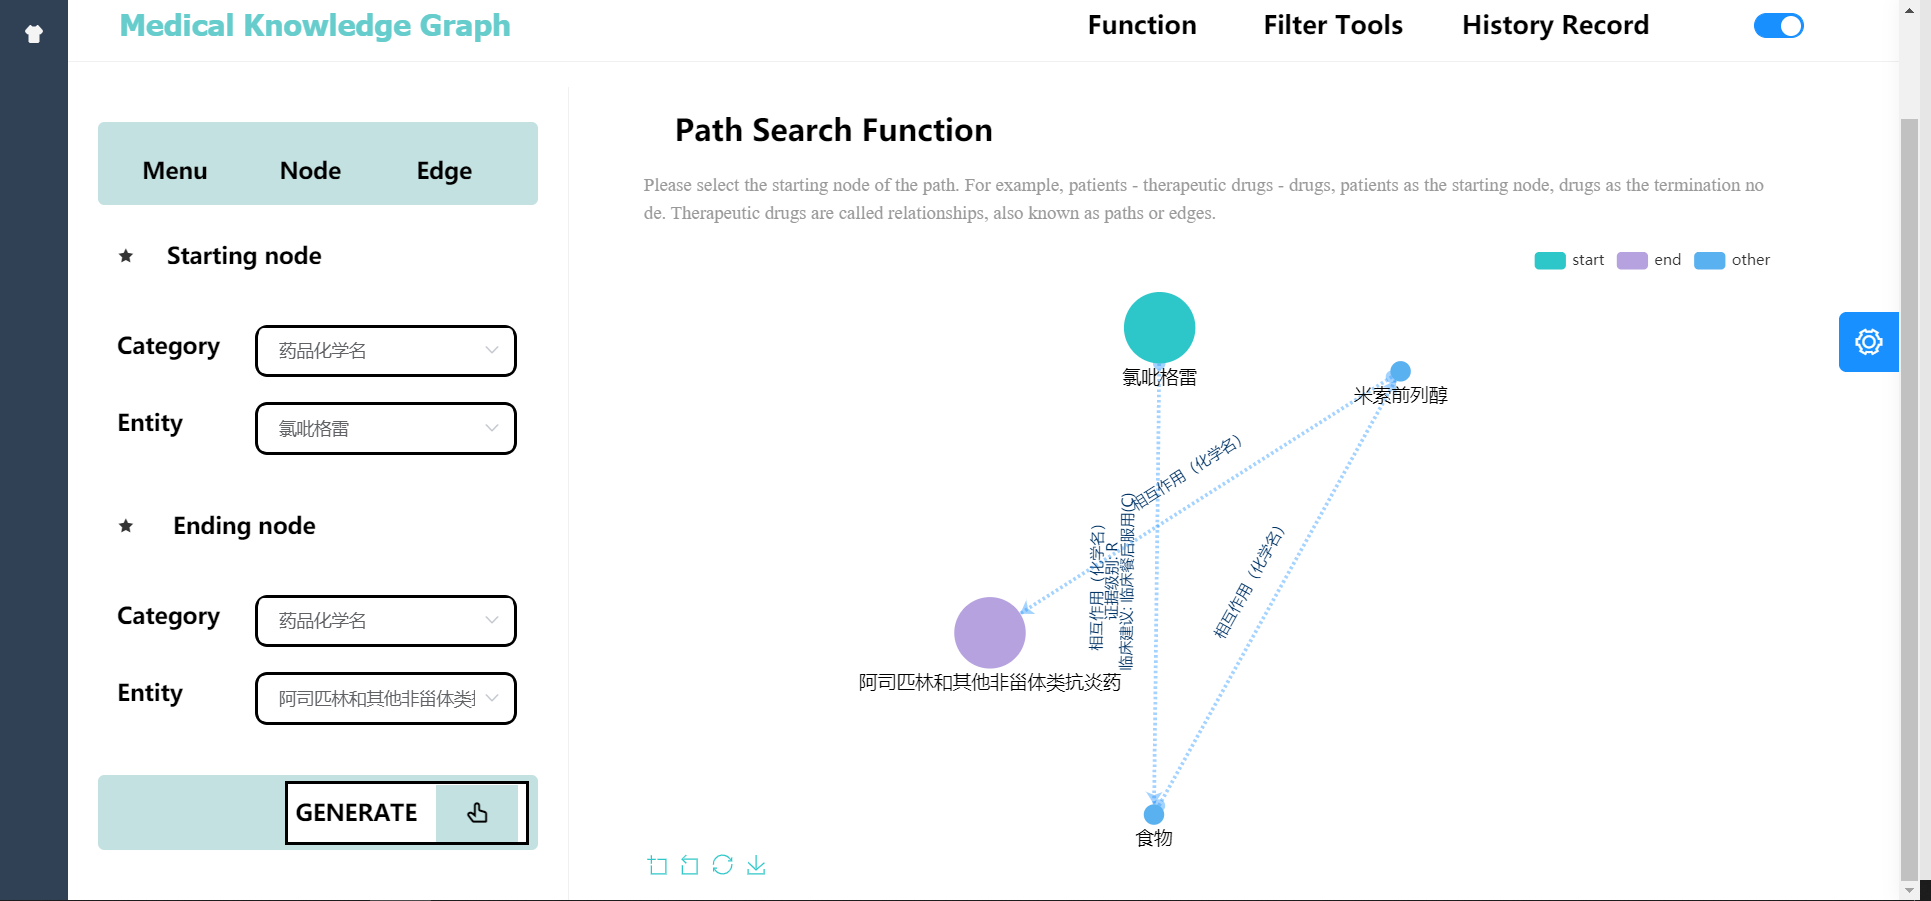 Medical Knowledge Graph
Function
Filter Tools
History Record
Menu
Node
Edge
Starting node
Category
药品化学名
Entity
氯吡格雷
Ending node
Category
药品化学名
Entity
阿司匹林和其他非甾体类
GENERATE
Path Search Function
Please select the starting node of the path. For example, patients - therapeutic drugs - drugs, patients as the starting node, drugs as the termination no
de. Therapeutic drugs are called relationships, also known as paths or edges.
start
end
other
氯吡格雷
米索前列醇
相互作用（化学名）
相互作用（化学名）
证据级别: R
临床建议: 临床餐后服用(C)
相互作用（化学名）
阿司匹林和其他非甾体类抗炎药
食物